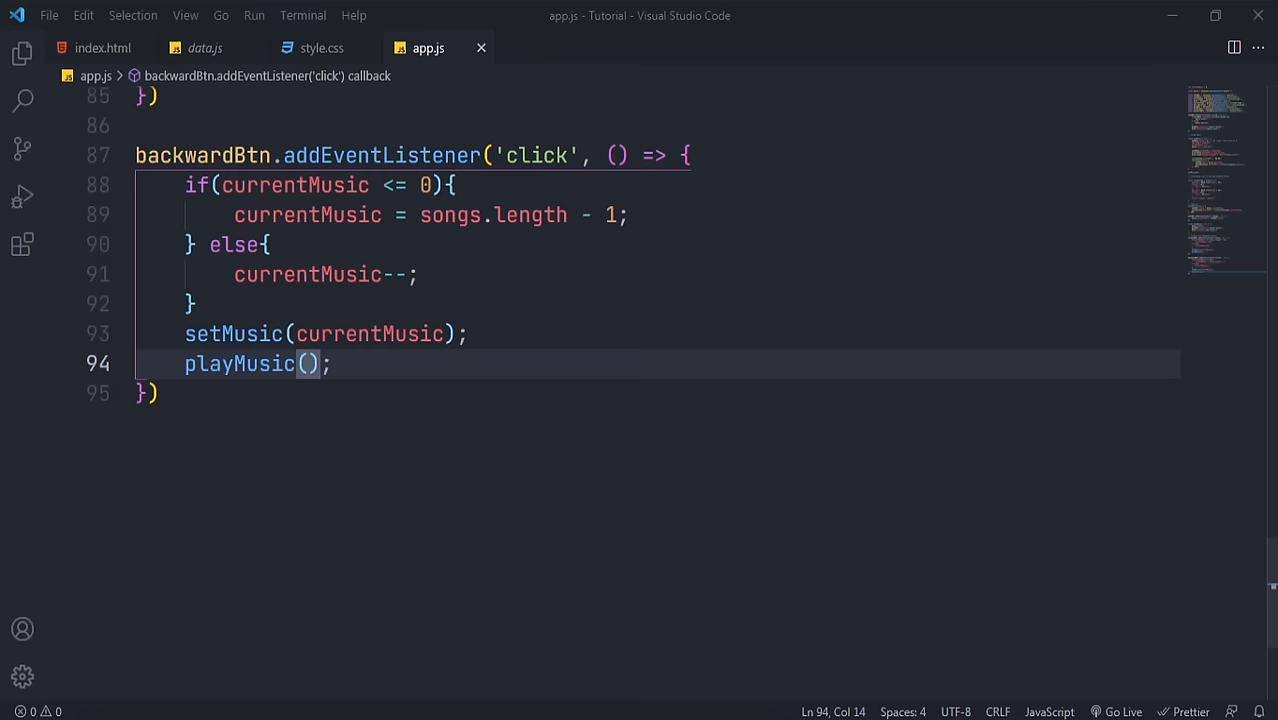 File Edit Selection View Go Run Terminal Help app.js - Tutorial - Visual Studio Code
index.html data.js style.css app.js
app.js > backwardBtn.addEventListener('click') callback
85 })
86
87 backwardBtn.addEventListener('click', () => {
88 if(currentMusic <= 0){
89 currentMusic = songs.length - 1;
90 } else{
91 currentMusic--;
92 }
93 setMusic(currentMusic);
94 playMusic();
95 })
0 0 Ln 94, Col 14 Spaces: 4 UTF-8 CRLF JavaScript Go Live Prettier